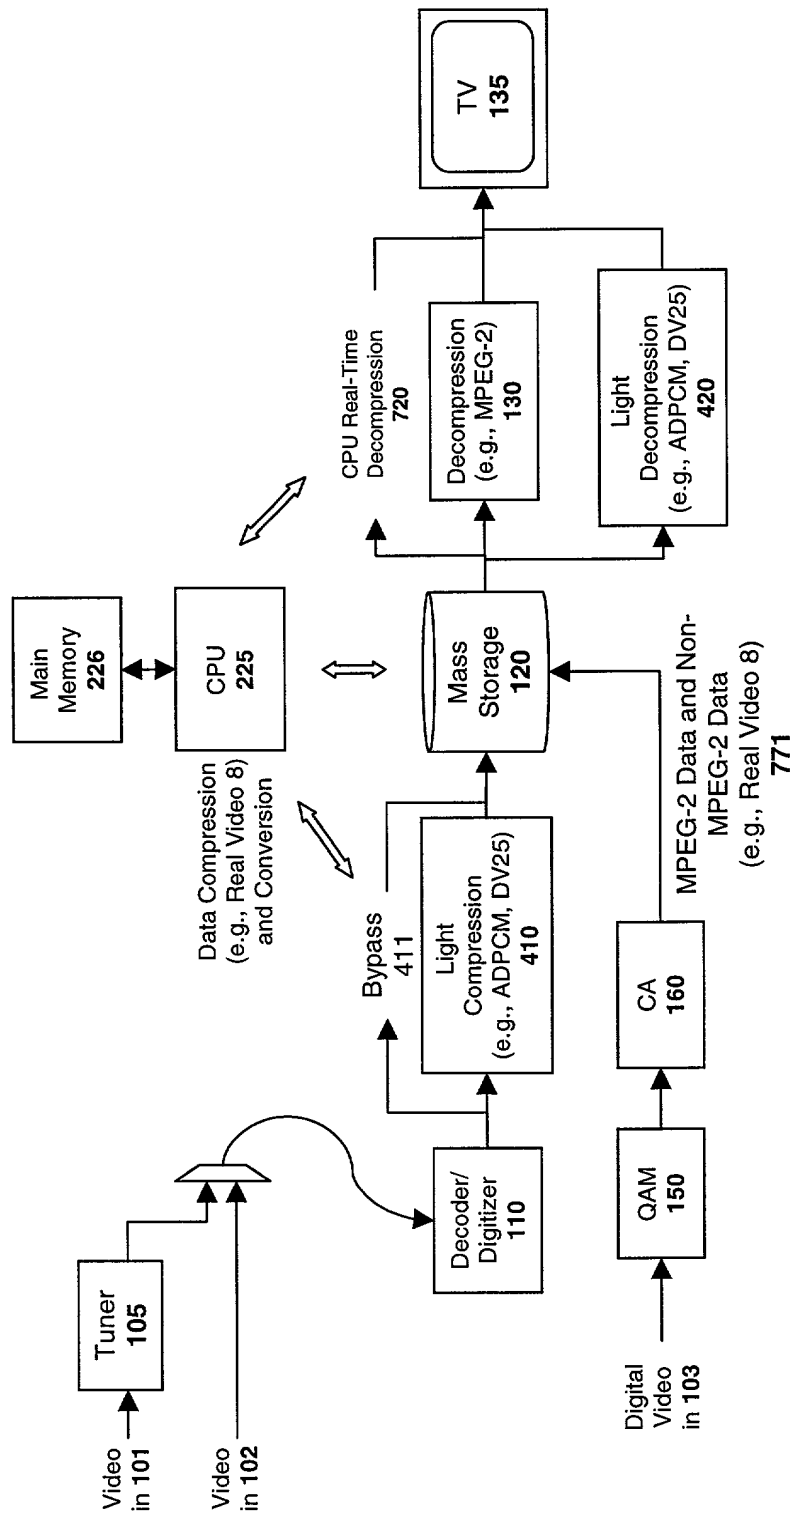 Main
Memory
226
CPU
225
Data Compression
(e.g., Real Video 8)
and Conversion
Tuner
105
Video
in 101
Video
in 102
Decoder/
Digitizer
110
Bypass
411
Light
Compression
(e.g., ADPCM, DV25)
410
Mass
Storage
120
CPU Real-Time
Decompression
720
Decompression
(e.g., MPEG-2)
130
Light
Decompression
(e.g., ADPCM, DV25)
420
TV
135
Digital
Video
in 103
QAM
150
CA
160
MPEG-2 Data and Non-
MPEG-2 Data
(e.g., Real Video 8)
771